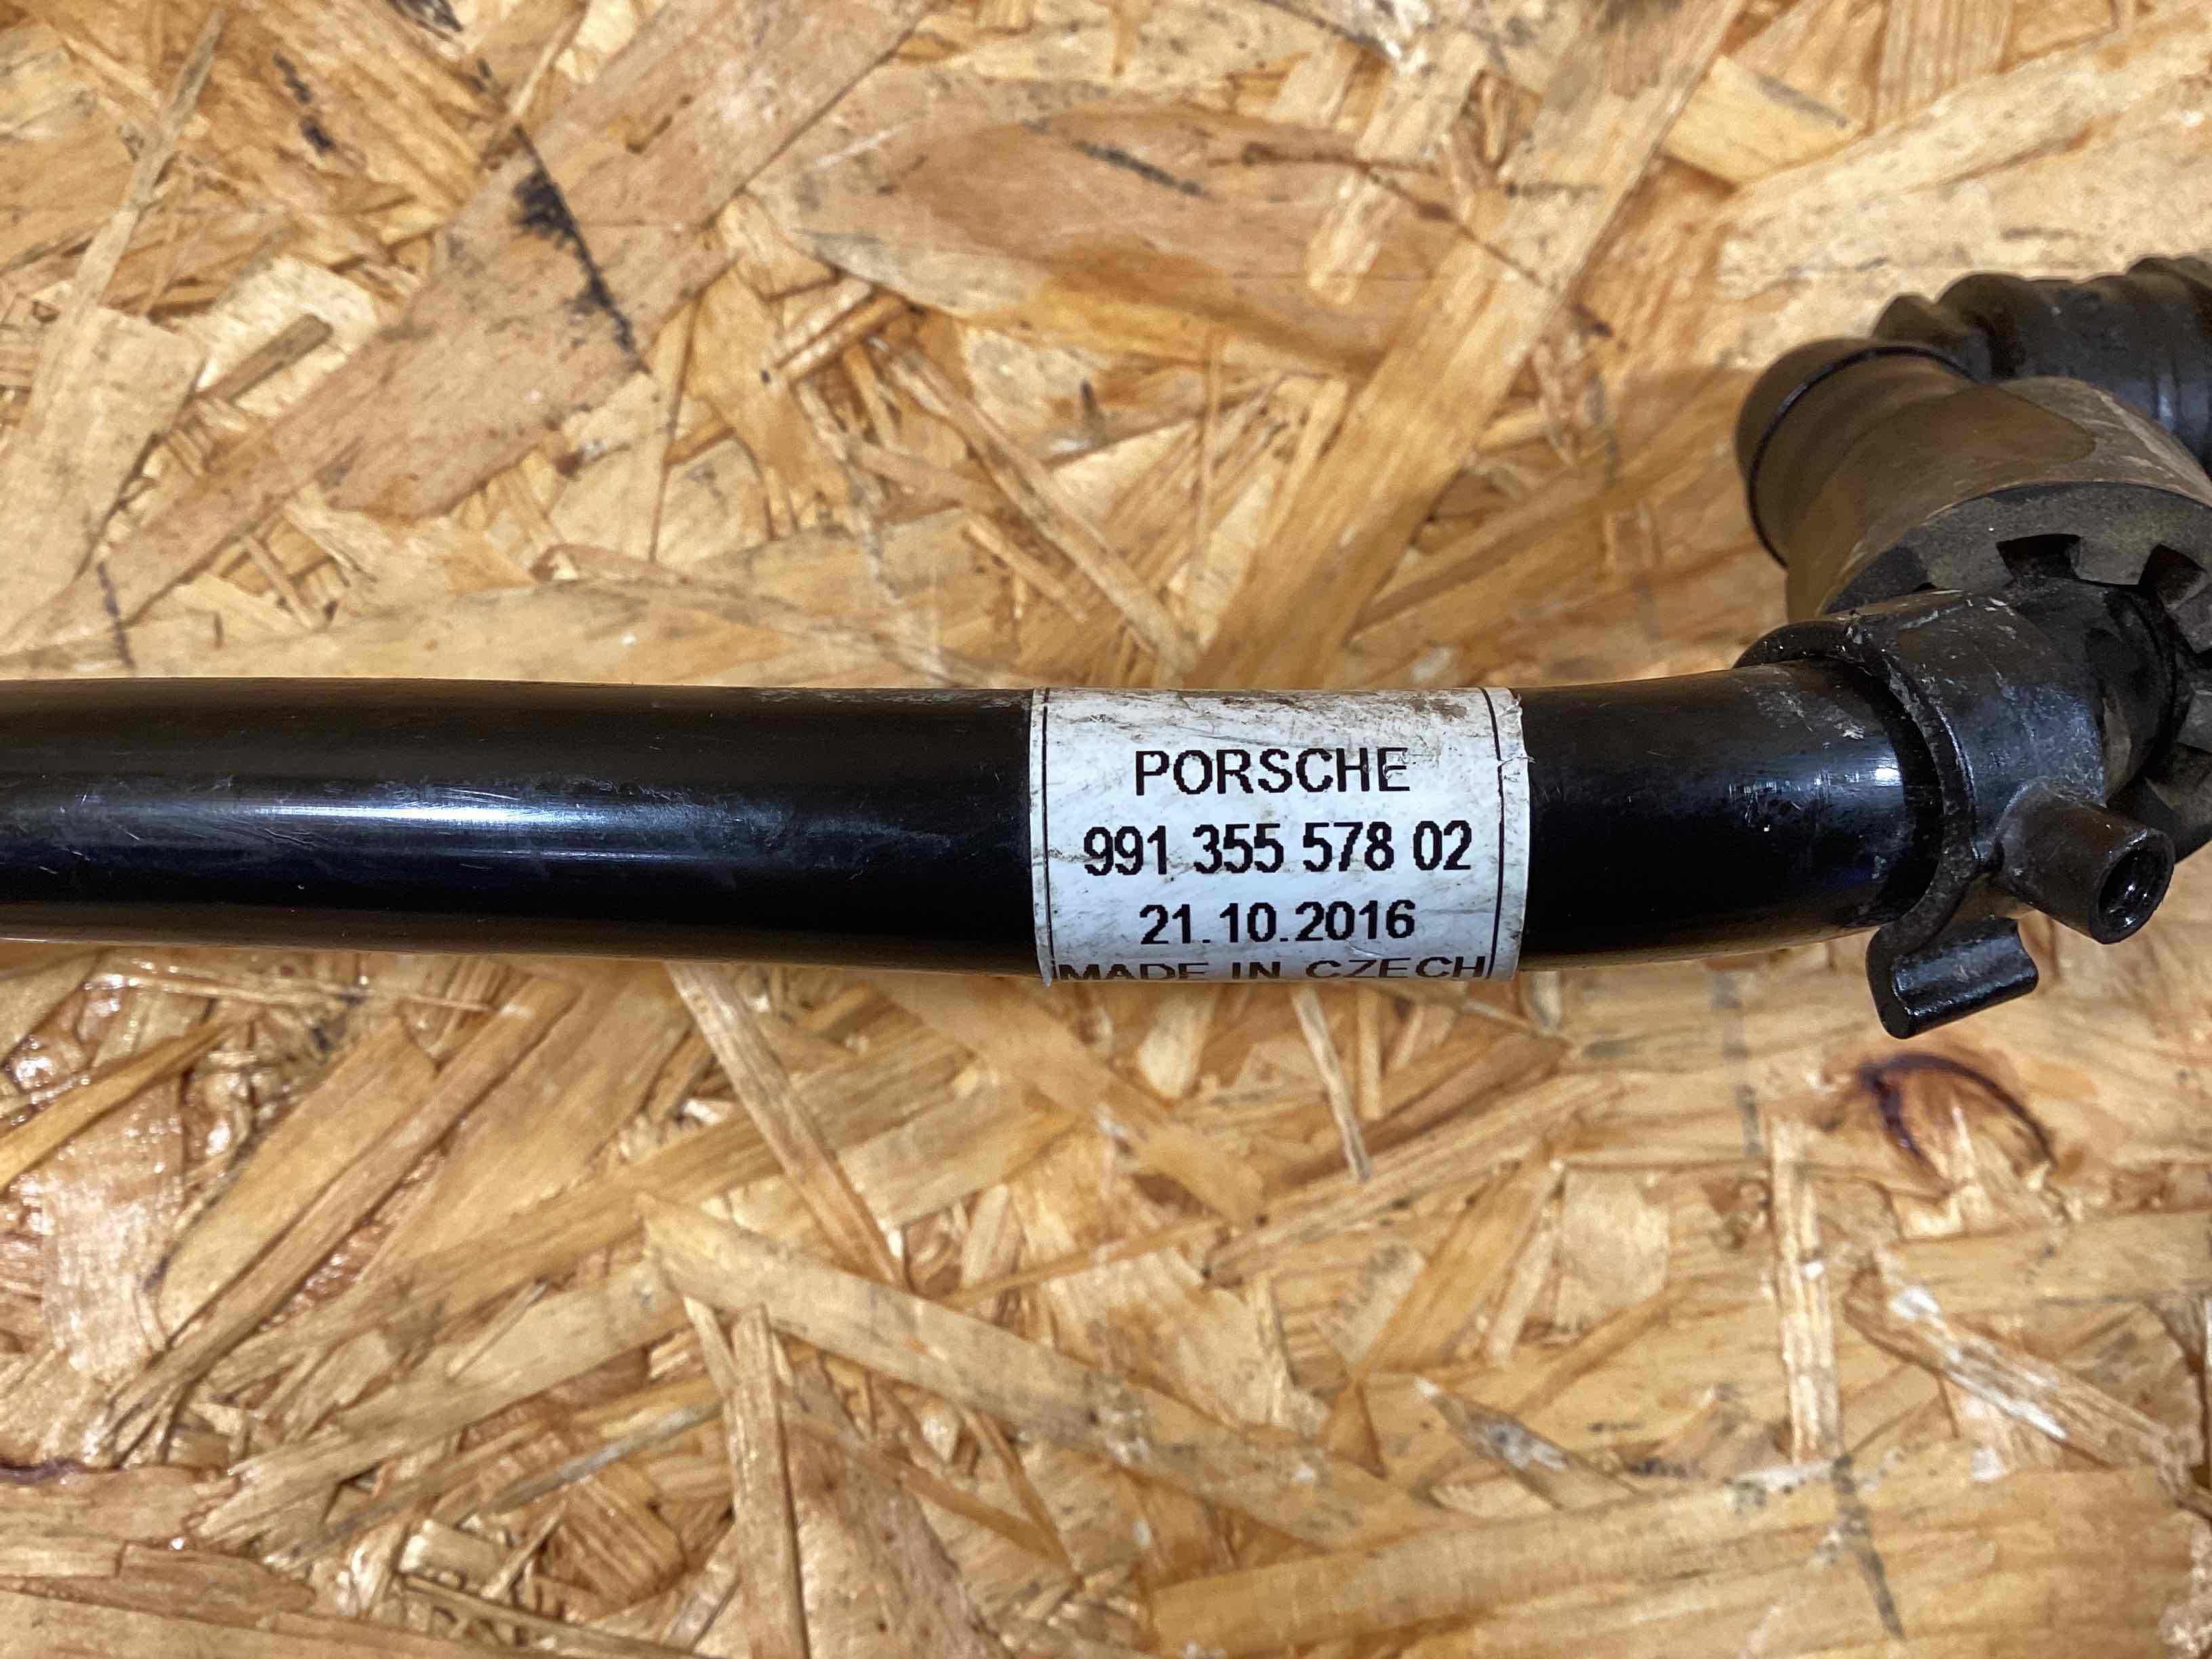 PORSCHE
991 355 578 02
21.10.2016
MADE IN CZECH